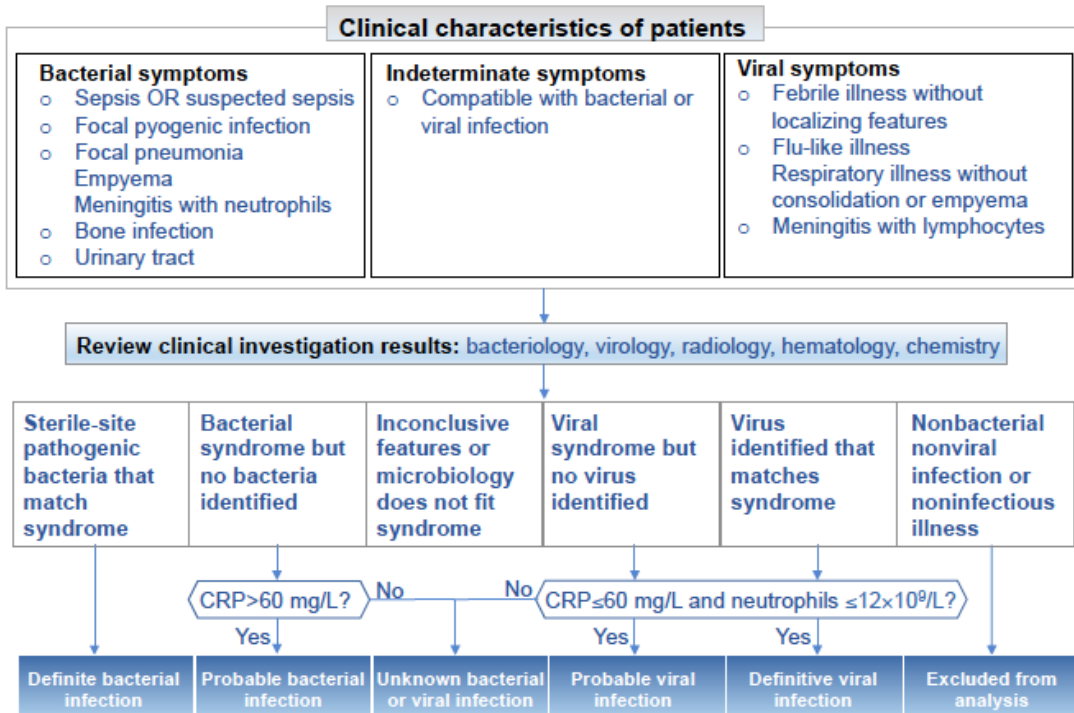 Clinical characteristics of patients
Bacterial symptoms
o Sepsis OR suspected sepsis
o Focal pyogenic infection
o Focal pneumonia
Empyema
Meningitis with neutrophils
o Bone infection
o Urinary tract
Indeterminate symptoms
o Compatible with bacterial or
viral infection
Viral symptoms
o Febrile illness without
localizing features
o Flu-like illness
Respiratory illness without
consolidation or empyema
o Meningitis with lymphocytes
Review clinical investigation results: bacteriology, virology, radiology, hematology, chemistry
Sterile-site
pathogenic
bacteria that
match
syndrome
Bacterial
syndrome but
no bacteria
identified
Inconclusive
features or
microbiology
does not fit
syndrome
Viral
syndrome but
no virus
identified
Virus
identified that
matches
syndrome
Nonbacterial
nonviral
infection or
noninfectious
illness
CRP>60 mg/L?
No
No
CRP≤60 mg/L and neutrophils ≤12×10⁹/L?
Yes
Yes
Yes
Definite bacterial
infection
Probable bacterial
infection
Unknown bacterial
or viral infection
Probable viral
infection
Definitive viral
infection
Excluded from
analysis